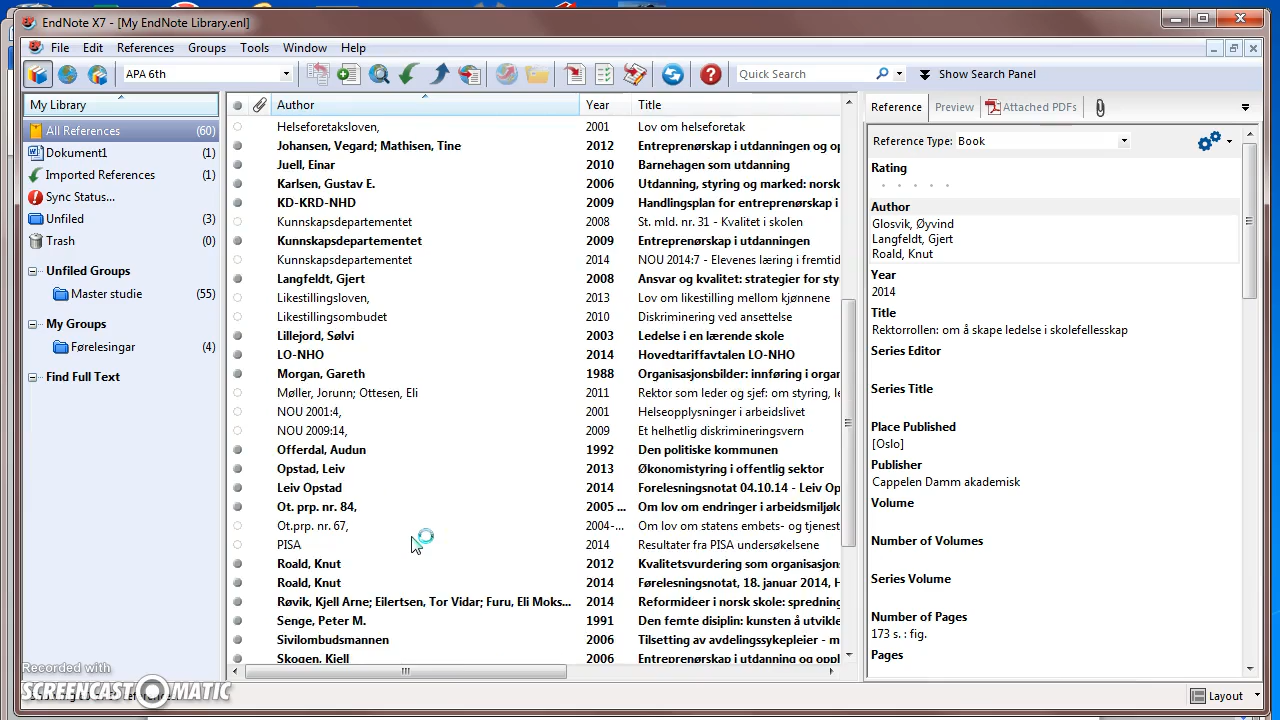 EndNote X7 - [My EndNote Library.enl]
File Edit References Groups Tools Window Help
APA 6th
Quick Search
Show Search Panel
My Library
All References (60)
Dokument1 (1)
Imported References (1)
Sync Status...
Unfiled (3)
Trash (0)
Unfiled Groups
Master studie (55)
My Groups
Førelesingar (4)
Find Full Text
Author Year Title
Helseforetaksloven, 2001 Lov om helseforetak
Johansen, Vegard; Mathisen, Tine 2012 Entreprenørskap i utdanningen og op
Juell, Einar 2010 Barnehagen som utdanning
Karlsen, Gustav E. 2006 Utdanning, styring og marked: norsk
KD-KRD-NHD 2009 Handlingsplan for entreprenørskap i
Kunnskapsdepartementet 2008 St. mld. nr. 31 - Kvalitet i skolen
Kunnskapsdepartementet 2009 Entreprenørskap i utdanningen
Kunnskapsdepartementet 2014 NOU 2014:7 - Elevenes læring i fremtid
Langfeldt, Gjert 2008 Ansvar og kvalitet: strategier for sty
Likestillingsloven, 2013 Lov om likestilling mellom kjønnene
Likestillingsombudet 2010 Diskriminering ved ansettelse
Lillejord, Sølvi 2003 Ledelse i en lærende skole
LO-NHO 2014 Hovedtariffavtalen LO-NHO
Morgan, Gareth 1988 Organisasjonsbilder: innføring i organ
Møller, Jorunn; Ottesen, Eli 2011 Rektor som leder og sjef: om styring, le
NOU 2001:4, 2001 Helseopplysninger i arbeidslivet
NOU 2009:14, 2009 Et helhetlig diskrimineringsvern
Offerdal, Audun 1992 Den politiske kommunen
Opstad, Leiv 2013 Økonomistyring i offentlig sektor
Leiv Opstad 2014 Forelesningsnotat 04.10.14 - Leiv Op
Ot. prp. nr. 84, 2005 ... Om lov om endringer i arbeidsmiljølo
Ot.prp. nr. 67, 2004-... Om lov om statens embets- og tjenest
PISA 2014 Resultater fra PISA undersøkelsene
Roald, Knut 2012 Kvalitetsvurdering som organisasjons
Roald, Knut 2014 Førelesningsnotat, 18. januar 2014, H
Røvik, Kjell Arne; Eilertsen, Tor Vidar; Furu, Eli Moks... 2014 Reformideer i norsk skole: spredning
Senge, Peter M. 1991 Den femte disiplin: kunsten å utvikle
Sivilombudsmannen 2006 Tilsetting av avdelingssykepleier - m
Skogen, Kjell 2006 Entreprenørskap i utdanning og oppl
Reference Preview Attached PDFs
Reference Type: Book
Rating
Author
Glosvik, Øyvind
Langfeldt, Gjert
Roald, Knut
Year
2014
Title
Rektorrollen: om å skape ledelse i skolefellesskap
Series Editor
Series Title
Place Published
[Oslo]
Publisher
Cappelen Damm akademisk
Volume
Number of Volumes
Series Volume
Number of Pages
173 s. : fig.
Pages
Recorded with
SCREENCAST-O-MATIC
Layout